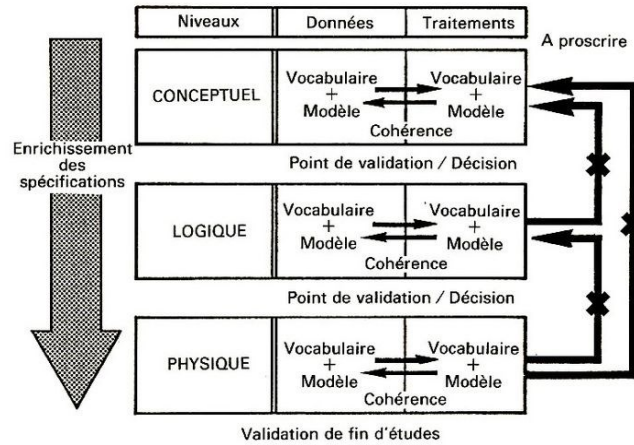 Niveaux Données Traitements
A proscrire
Enrichissement
des
spécifications
CONCEPTUEL
Vocabulaire
+
Modèle
Vocabulaire
+
Modèle
Cohérence
Point de validation / Décision
LOGIQUE
Vocabulaire
+
Modèle
Vocabulaire
+
Modèle
Cohérence
Point de validation / Décision
PHYSIQUE
Vocabulaire
+
Modèle
Vocabulaire
+
Modèle
Cohérence
Validation de fin d'études